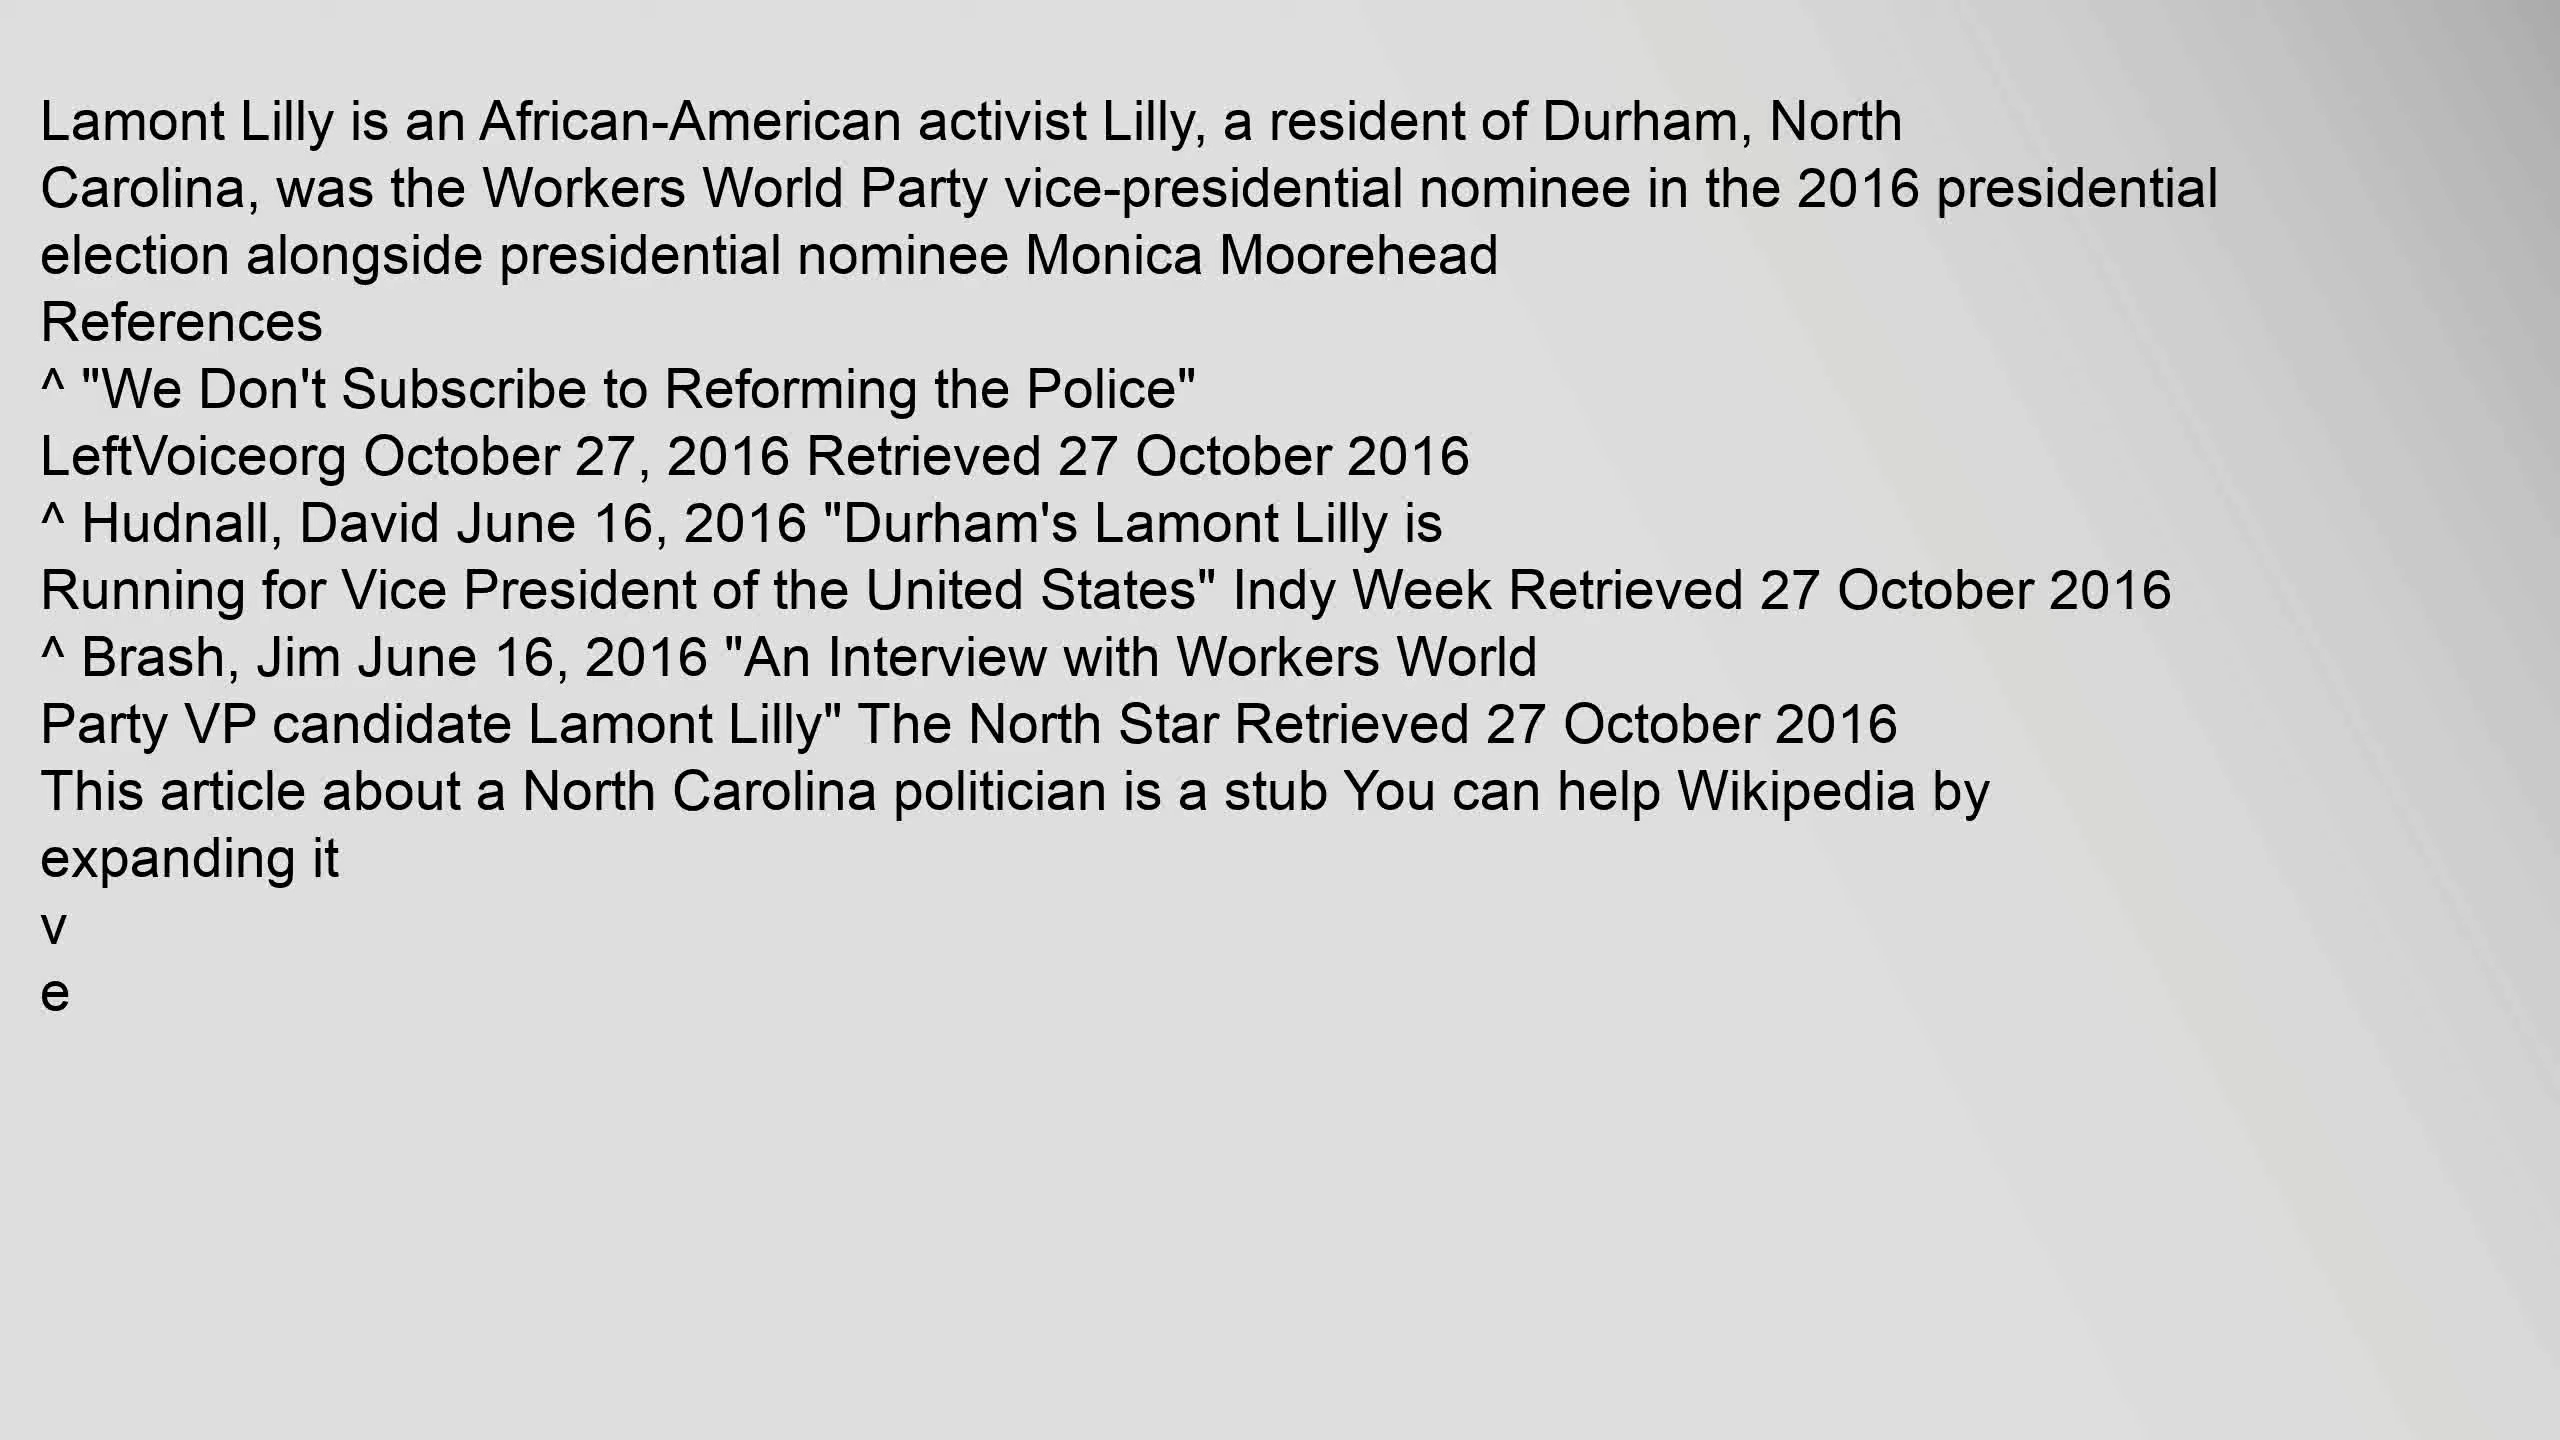 Lamont Lilly is an African-American activist Lilly, a resident of Durham, North
Carolina, was the Workers World Party vice-presidential nominee in the 2016 presidential
election alongside presidential nominee Monica Moorehead
References
^ "We Don't Subscribe to Reforming the Police"
LeftVoiceorg October 27, 2016 Retrieved 27 October 2016
^ Hudnall, David June 16, 2016 "Durham's Lamont Lilly is
Running for Vice President of the United States" Indy Week Retrieved 27 October 2016
^ Brash, Jim June 16, 2016 "An Interview with Workers World
Party VP candidate Lamont Lilly" The North Star Retrieved 27 October 2016
This article about a North Carolina politician is a stub You can help Wikipedia by
expanding it
v
e